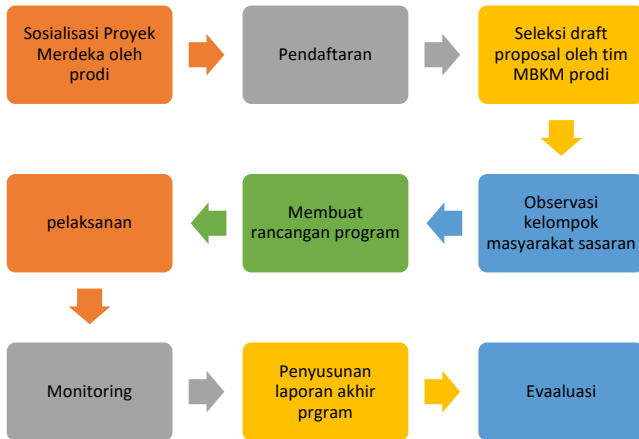 Sosialisasi Proyek
Merdeka oleh
prodi
Pendaftaran
Seleksi draft
proposal oleh tim
MBKM prodi
Observasi
kelompok
masyarakat sasaran
Membuat
rancangan program
pelaksanan
Monitoring
Penyusunan
laporan akhir
prgram
Evaaluasi